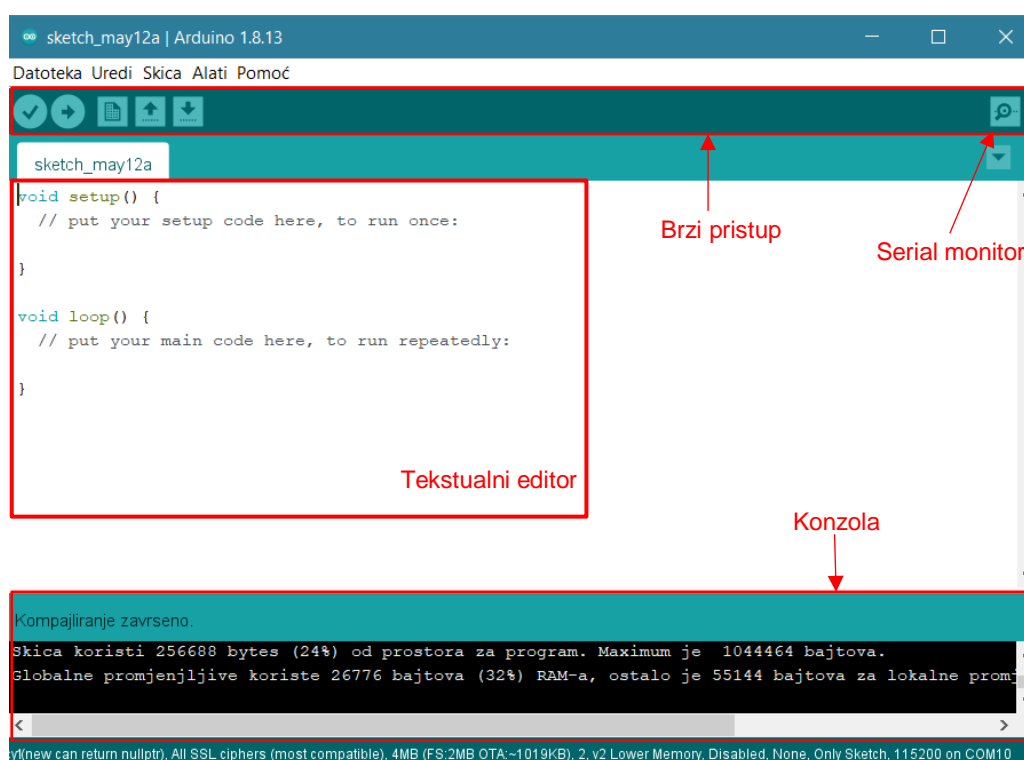 sketch_may12a | Arduino 1.8.13
Datoteka Uredi Skica Alati Pomoć
sketch_may12a
void setup() {
// put your setup code here, to run once:
}
void loop() {
// put your main code here, to run repeatedly:
}
Brzi pristup
Serial monitor
Tekstualni editor
Konzola
Kompajliranje zavrseno.
Skica koristi 256688 bytes (24%) od prostora za program. Maximum je 1044464 bajtova.
Globalne promjenjljive koriste 26776 bajtova (32%) RAM-a, ostalo je 55144 bajtova za lokalne promj
(new can return nullptr), All SSL ciphers (most compatible), 4MB (FS:2MB OTA:~1019KB), 2, v2 Lower Memory, Disabled, None, Only Sketch, 115200 on COM10